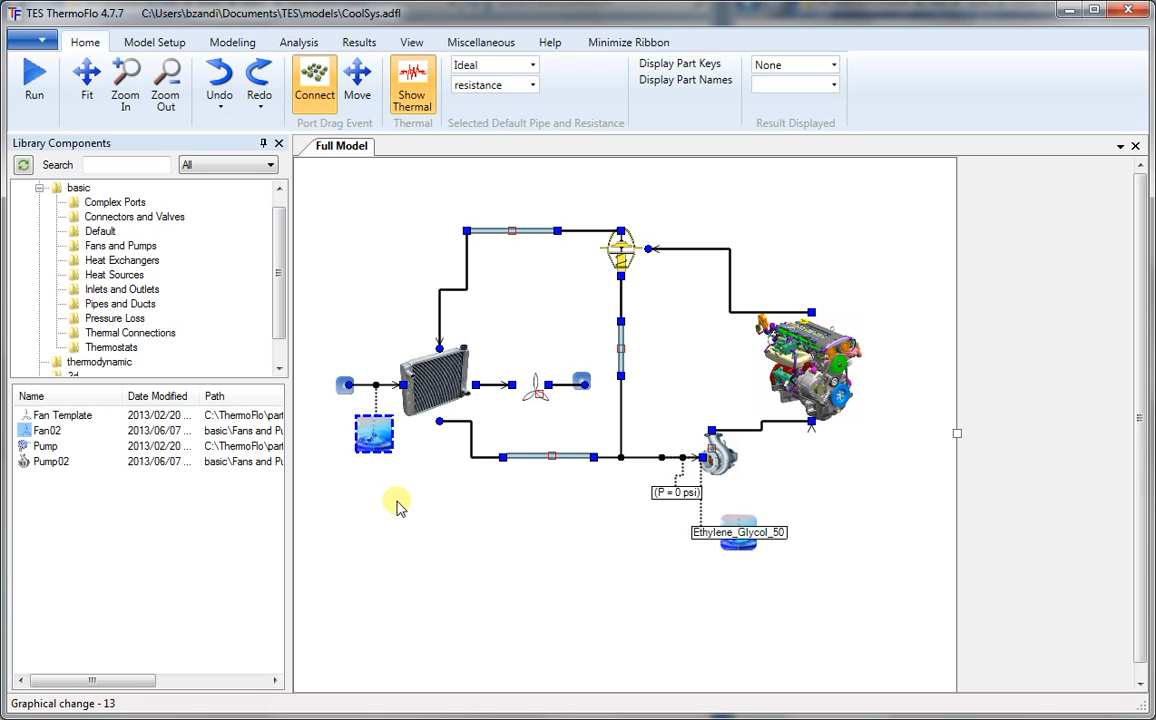 TES ThermoFlo 4.7.7 C:\Users\bzandi\Documents\TES\models\CoolSys.adfl
Home Model Setup Modeling Analysis Results View Miscellaneous Help Minimize Ribbon
Run Fit Zoom In Zoom Out Undo Redo Connect Move Show Thermal
Ideal
resistance
Display Part Keys
Display Part Names
None
Port Drag Event Thermal Selected Default Pipe and Resistance Result Displayed
Library Components
Full Model
Search All
basic
Complex Ports
Connectors and Valves
Default
Fans and Pumps
Heat Exchangers
Heat Sources
Inlets and Outlets
Pipes and Ducts
Pressure Loss
Thermal Connections
Thermostats
thermodynamic
Name Date Modified Path
Fan Template 2013/02/20 ... C:\ThermoFlo\part
Fan02 2013/06/07 ... basic\Fans and Pu
Pump 2013/02/20 ... C:\ThermoFlo\part
Pump02 2013/06/07 ... basic\Fans and Pu
(P = 0 psi)
Ethylene_Glycol_50
Graphical change - 13